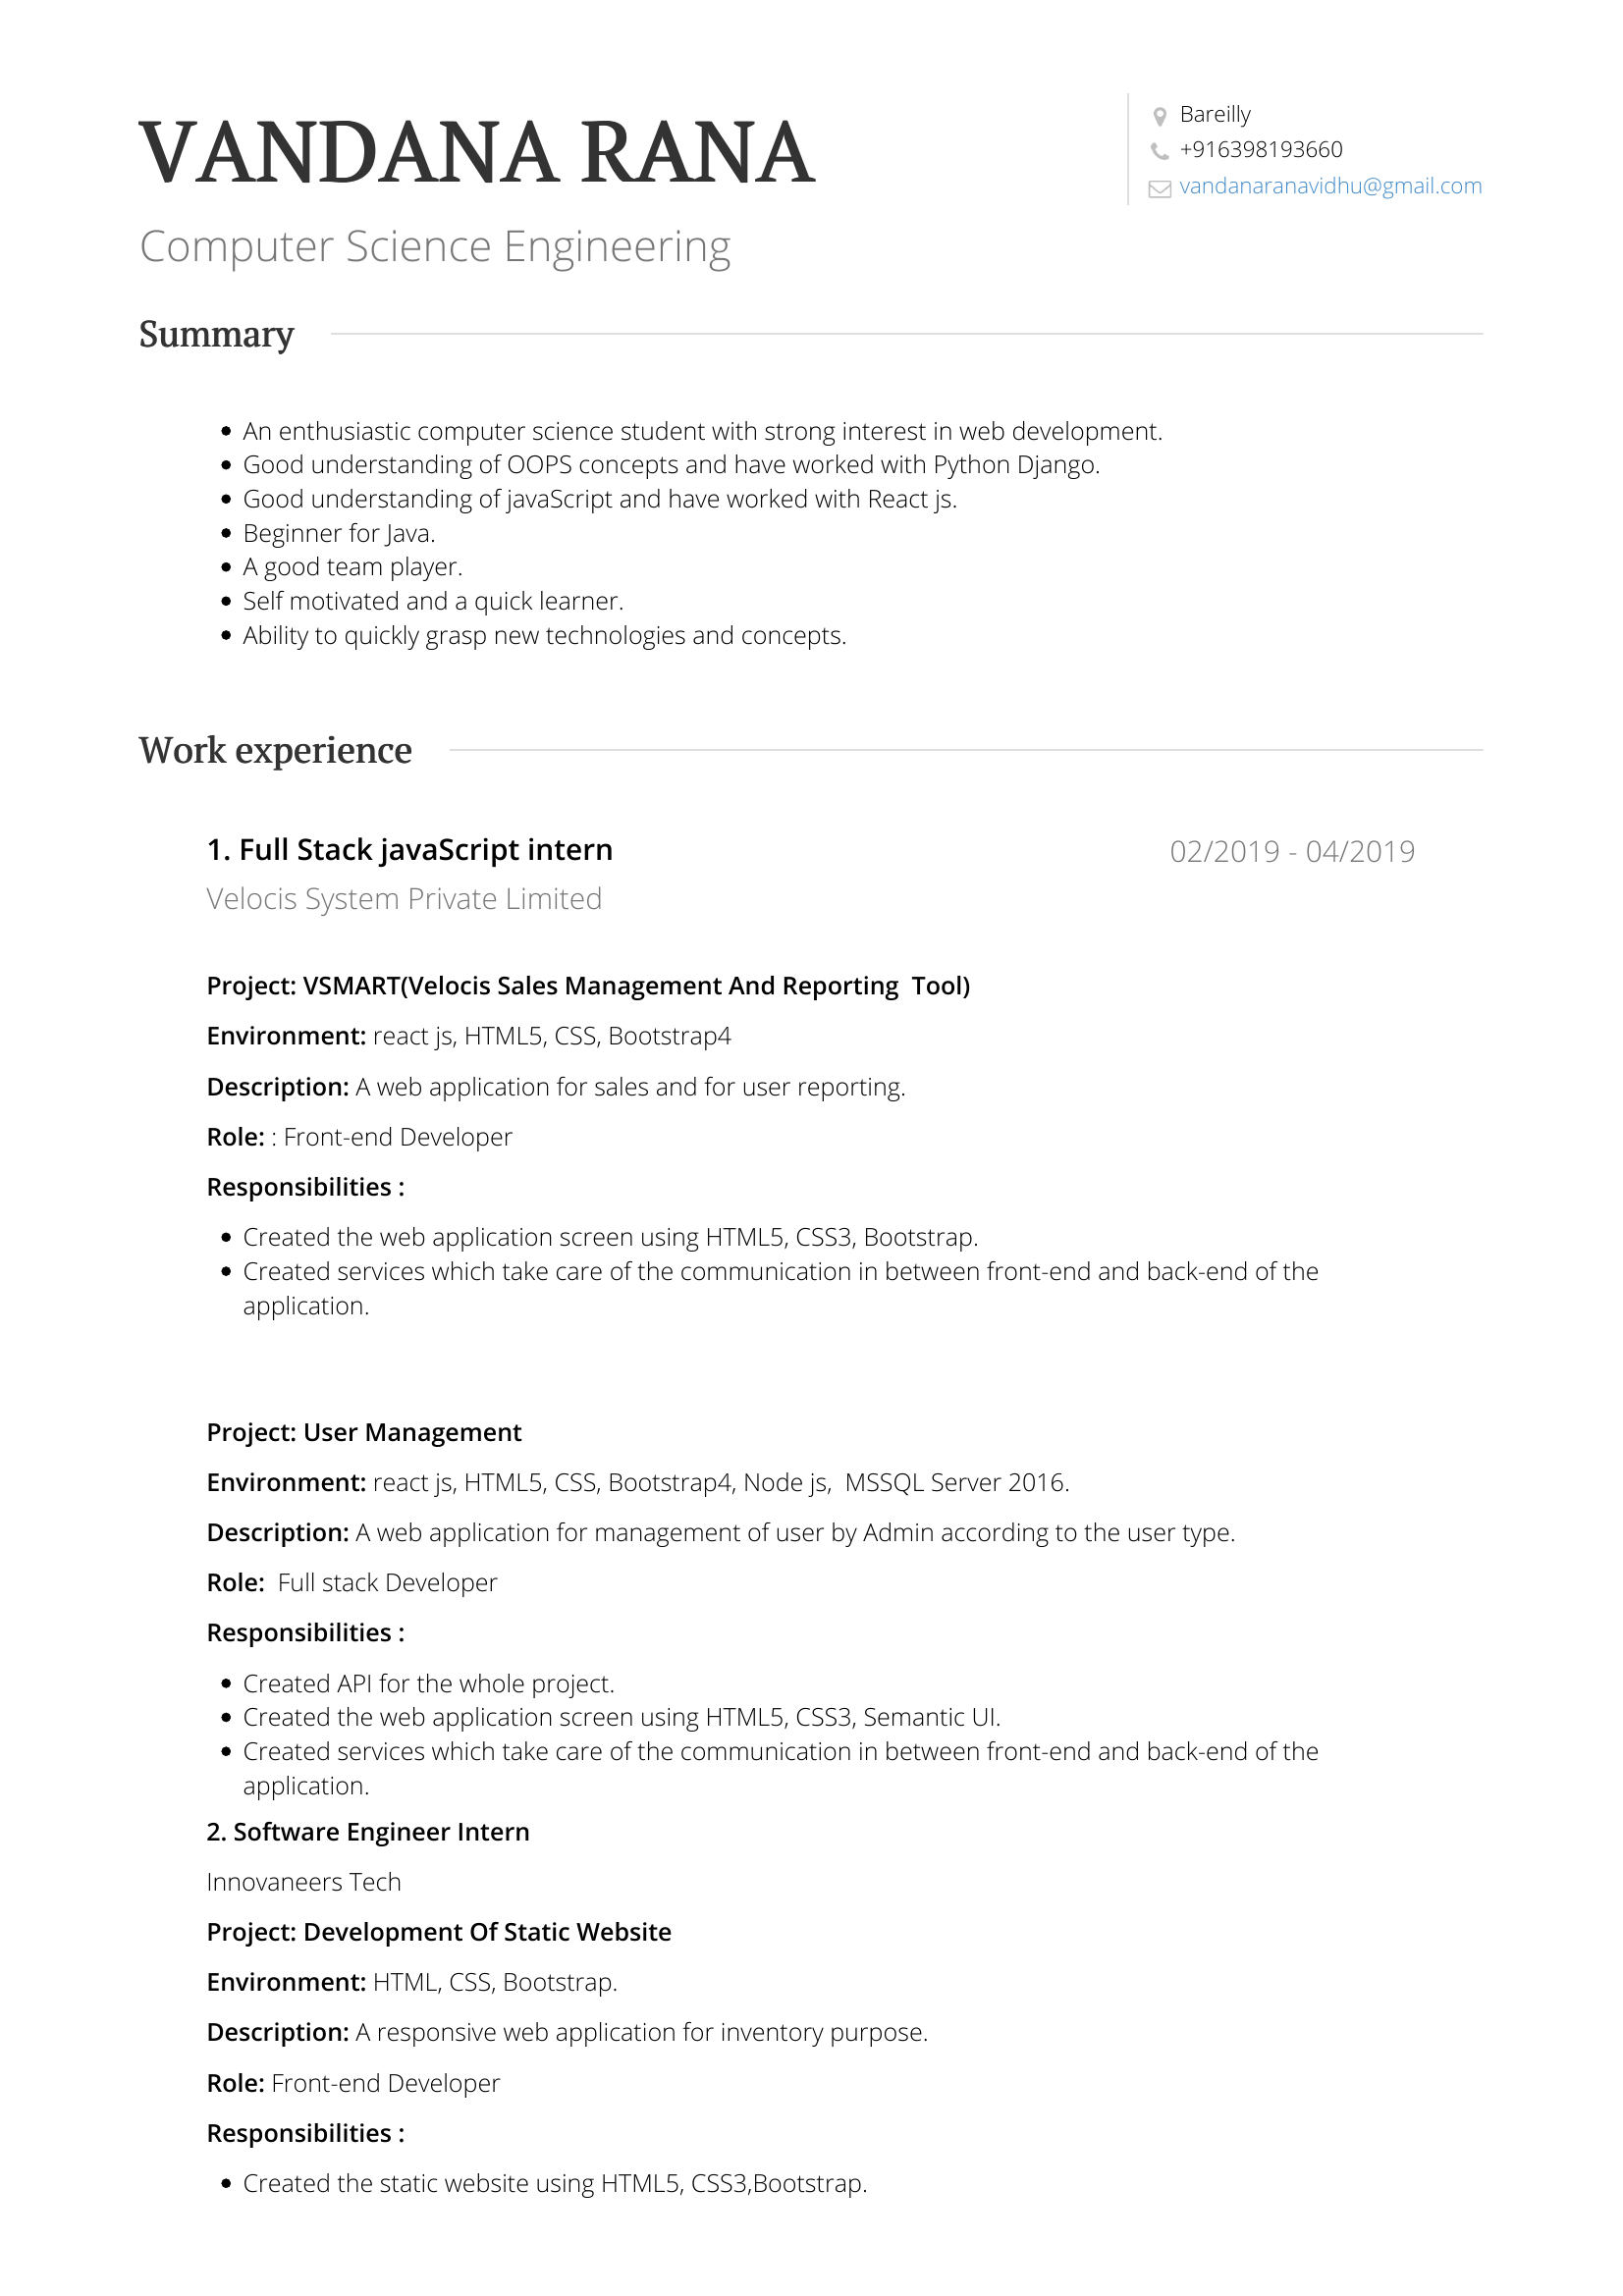 VANDANA RANA
Computer Science Engineering
Bareilly
+916398193660
vandanaranavidhu@gmail.com
Summary
• An enthusiastic computer science student with strong interest in web development.
• Good understanding of OOPS concepts and have worked with Python Django.
• Good understanding of javaScript and have worked with React js.
• Beginner for Java.
• A good team player.
• Self motivated and a quick learner.
• Ability to quickly grasp new technologies and concepts.
Work experience
1. Full Stack javaScript intern 02/2019 - 04/2019
Velocis System Private Limited
Project: VSMART(Velocis Sales Management And Reporting  Tool)
Environment: react js, HTML5, CSS, Bootstrap4
Description: A web application for sales and for user reporting.
Role: : Front-end Developer
Responsibilities :
• Created the web application screen using HTML5, CSS3, Bootstrap.
• Created services which take care of the communication in between front-end and back-end of the
application.
Project: User Management
Environment: react js, HTML5, CSS, Bootstrap4, Node js,  MSSQL Server 2016.
Description: A web application for management of user by Admin according to the user type.
Role:  Full stack Developer
Responsibilities :
• Created API for the whole project.
• Created the web application screen using HTML5, CSS3, Semantic UI.
• Created services which take care of the communication in between front-end and back-end of the
application.
2. Software Engineer Intern
Innovaneers Tech
Project: Development Of Static Website
Environment: HTML, CSS, Bootstrap.
Description: A responsive web application for inventory purpose.
Role: Front-end Developer
Responsibilities :
• Created the static website using HTML5, CSS3,Bootstrap.